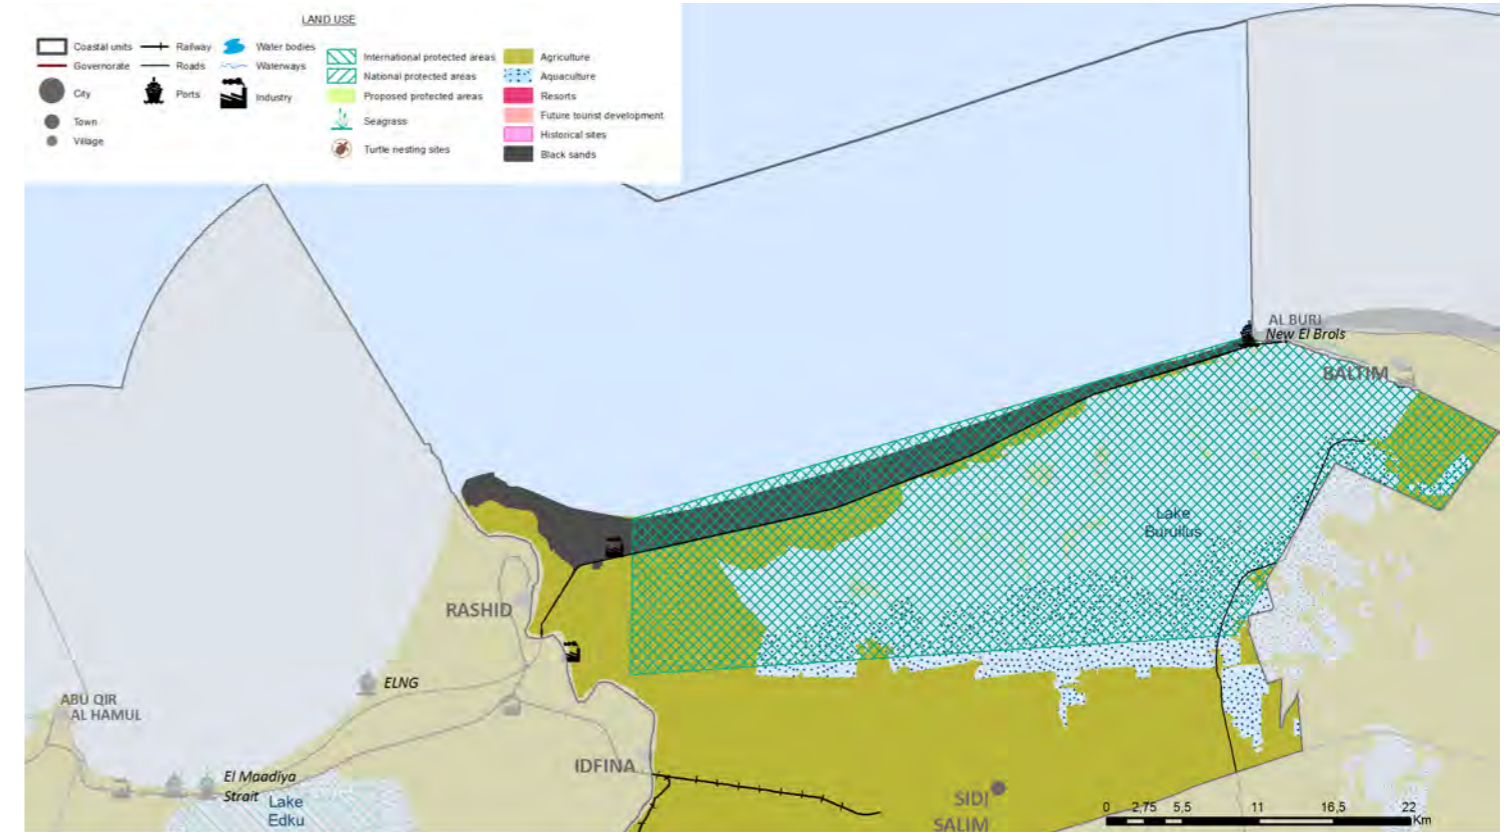 LAND USE
Coastal units
Governorate
City
Town
Village
Railway
Roads
Ports
Water bodies
Waterways
Industry
International protected areas
National protected areas
Proposed protected areas
Seagrass
Turtle nesting sites
Agriculture
Aquaculture
Resorts
Future tourist development
Historical sites
Black sands
AL BURJ
New El Brols
BALTIM
Lake
Burullus
RASHID
ELNG
ABU QIR
AL HAMUL
El Maadiya
Strait
Lake
Edku
IDFINA
SIDI
SALIM
0 2,75 5,5 11 16,5 22
Km